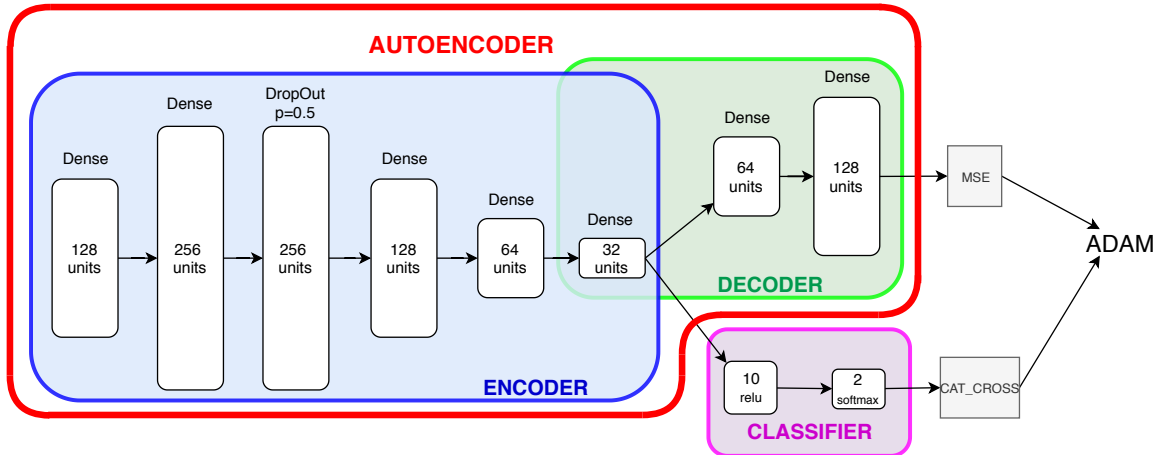 AUTOENCODER
Dense
128
units
Dense
256
units
DropOut
p=0.5
256
units
Dense
128
units
Dense
64
units
Dense
32
units
ENCODER
Dense
64
units
Dense
128
units
DECODER
MSE
ADAM
10
relu
2
softmax
CLASSIFIER
CAT_CROSS